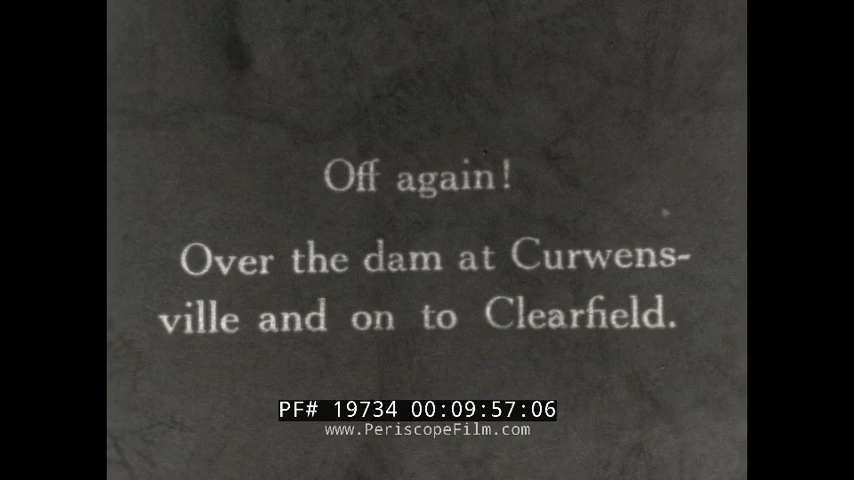 Off again!
Over the dam at Curwens-
ville and on to Clearfield.
PF# 19734 00:09:57:06
www.PeriscopeFilm.com